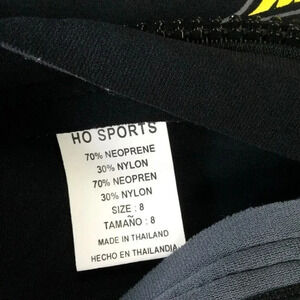 HO SPORTS
70% NEOPRENE
30% NYLON
70% NEOPREN
30% NYLON
SIZE : 8
TAMAÑO : 8
MADE IN THAILAND
HECHO EN THAILANDIA